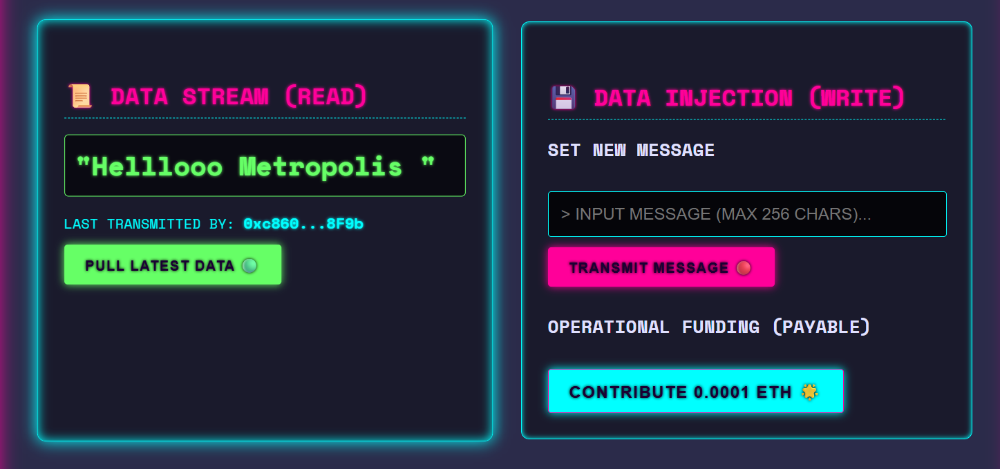 📜 DATA STREAM (READ)
"Helllooo Metropolis "
LAST TRANSMITTED BY: 0xc860...8F9b
PULL LATEST DATA
💾 DATA INJECTION (WRITE)
SET NEW MESSAGE
> INPUT MESSAGE (MAX 256 CHARS)...
TRANSMIT MESSAGE
OPERATIONAL FUNDING (PAYABLE)
CONTRIBUTE 0.0001 ETH 🌟